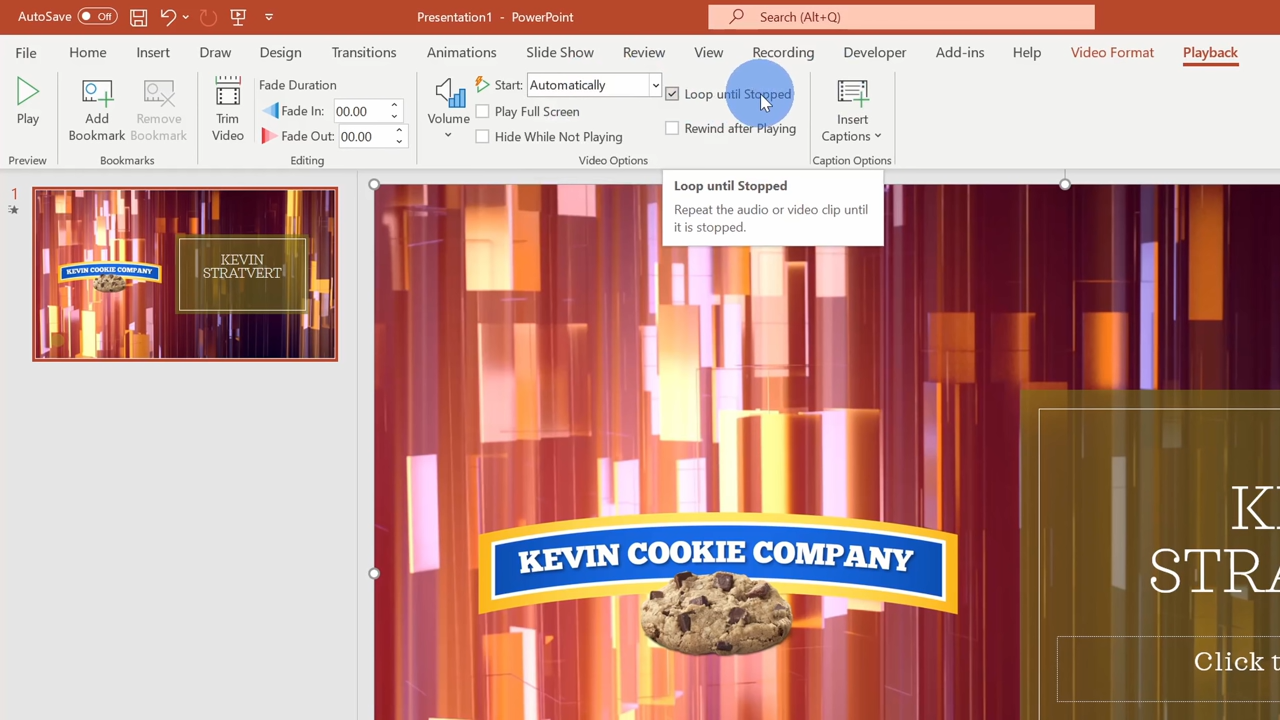 AutoSave Off Presentation1 - PowerPoint Search (Alt+Q)
File Home Insert Draw Design Transitions Animations Slide Show Review View Recording Developer Add-ins Help Video Format Playback
Play
Preview
Add
Bookmark
Remove
Bookmark
Bookmarks
Trim
Video
Fade Duration
Fade In: 00.00
Fade Out: 00.00
Editing
Volume
Start: Automatically
Play Full Screen
Hide While Not Playing
Loop until Stopped
Rewind after Playing
Video Options
Insert
Captions
Caption Options
Loop until Stopped
Repeat the audio or video clip until
it is stopped.
1
KEVIN COOKIE COMPANY
KEVIN
STRATVERT
KEVIN COOKIE COMPANY
KE
STRA
Click t